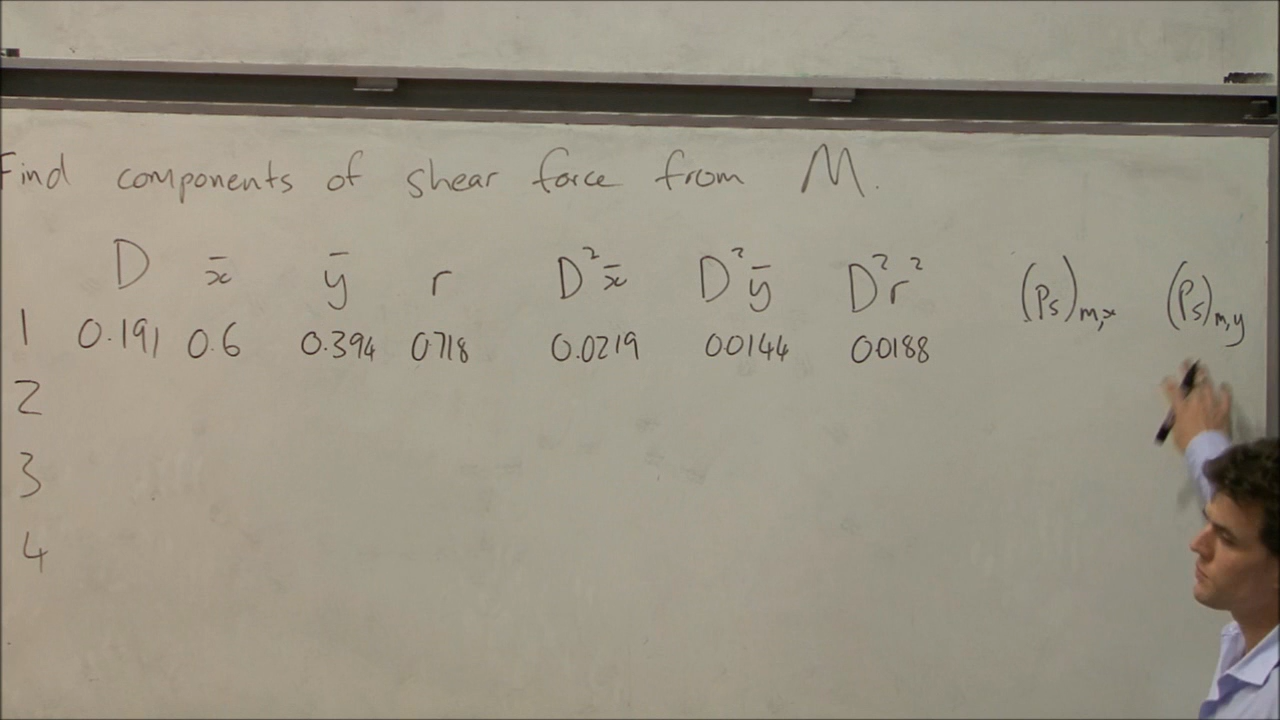 Find components of shear force from M.
D x̄ ȳ r D²x̄ D²ȳ D²r² (Ps)m,x (Ps)m,y
1 0.191 0.6 0.394 0.718 0.0219 0.0144 0.0188
2
3
4